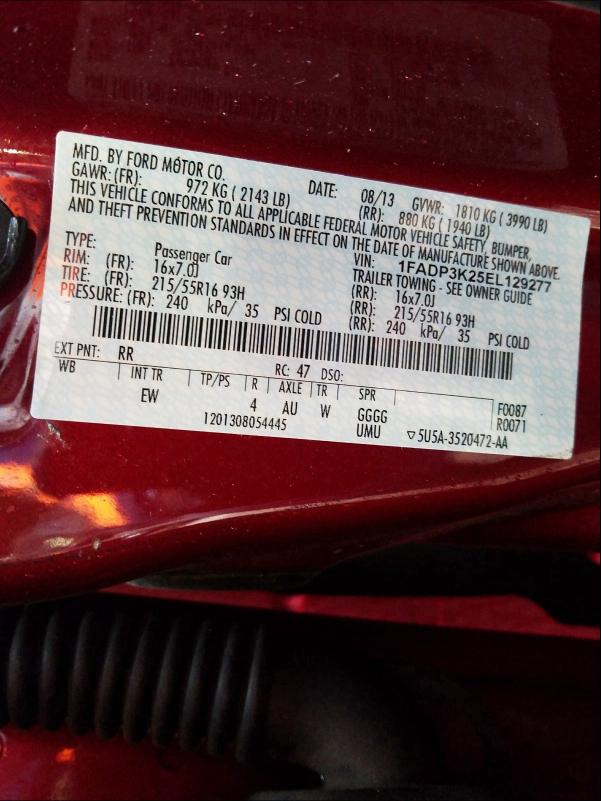 MFD. BY FORD MOTOR CO.
DATE: 08/13 GVWR: 1810 KG ( 3990 LB)
GAWR: (FR): 972 KG ( 2143 LB) (RR): 880 KG ( 1940 LB)
THIS VEHICLE CONFORMS TO ALL APPLICABLE FEDERAL MOTOR VEHICLE SAFETY, BUMPER,
AND THEFT PREVENTION STANDARDS IN EFFECT ON THE DATE OF MANUFACTURE SHOWN ABOVE.
VIN: 1FADP3K25EL129277
TYPE: Passenger Car TRAILER TOWING - SEE OWNER GUIDE
RIM: (FR): 16x7.0J (RR): 16x7.0J
TIRE: (FR): 215/55R16 93H (RR): 215/55R16 93H
PRESSURE: (FR): 240 kPa/ 35 PSI COLD (RR): 240 kPa/ 35 PSI COLD
EXT PNT: RR RC: 47 DSO:
WB INT TR TP/PS R AXLE TR SPR
EW 4 AU W GGGG
UMU
F0087
R0071
1201308054445
▽5U5A-3520472-AA